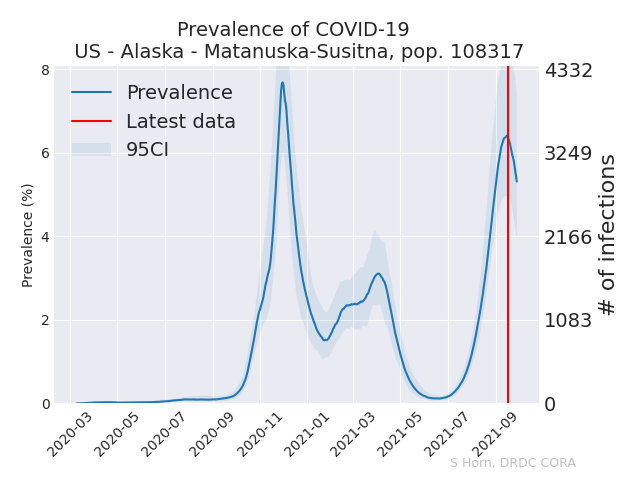 Prevalence of COVID-19
US - Alaska - Matanuska-Susitna, pop. 108317
Prevalence
Latest data
95CI
Prevalence (%)
8
6
4
2
0
4332
3249
2166
1083
0
# of infections
2020-03
2020-05
2020-07
2020-09
2020-11
2021-01
2021-03
2021-05
2021-07
2021-09
S Horn, DRDC CORA